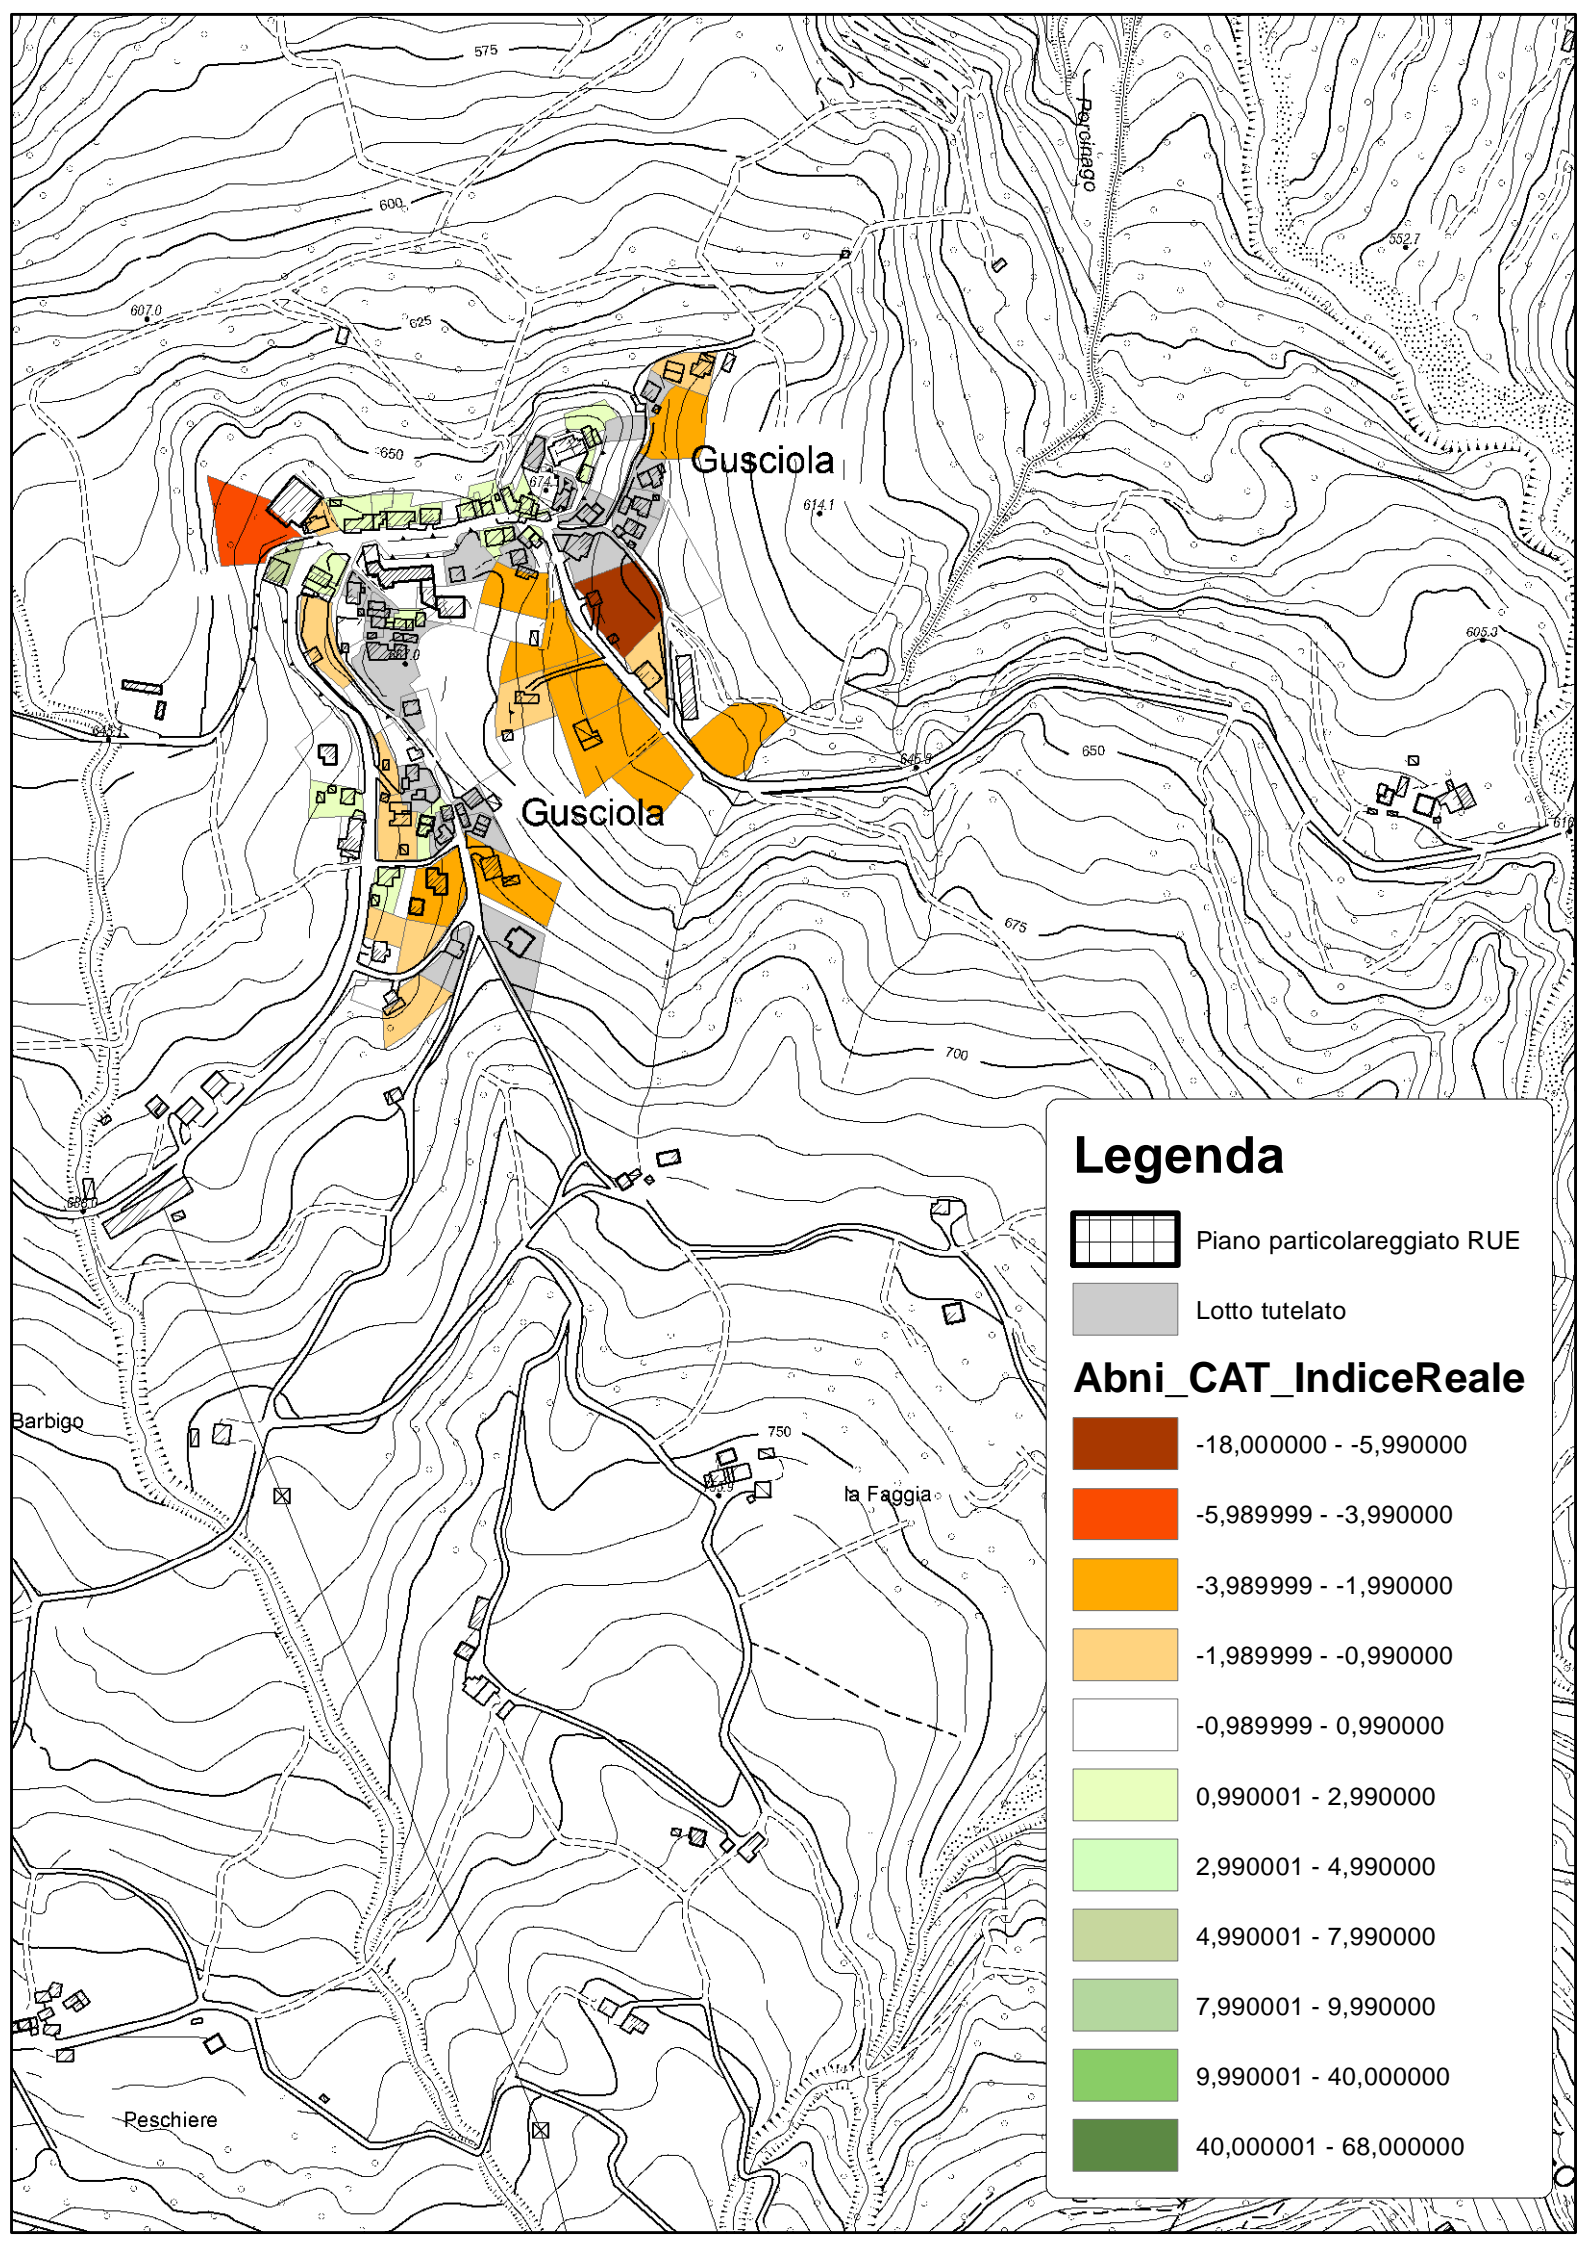 575
Porcinago
600
552.7
607.0
625
650
Gusciola
674.
614.1
605.3
650
645.9
Gusciola
675
700
Legenda
Piano particolareggiato RUE
Lotto tutelato
Abni_CAT_IndiceReale
-18,000000 - -5,990000
Barbigo
750
-5,989999 - -3,990000
la Faggia
-3,989999 - -1,990000
-1,989999 - -0,990000
-0,989999 - 0,990000
0,990001 - 2,990000
2,990001 - 4,990000
4,990001 - 7,990000
7,990001 - 9,990000
9,990001 - 40,000000
Peschiere
40,000001 - 68,000000